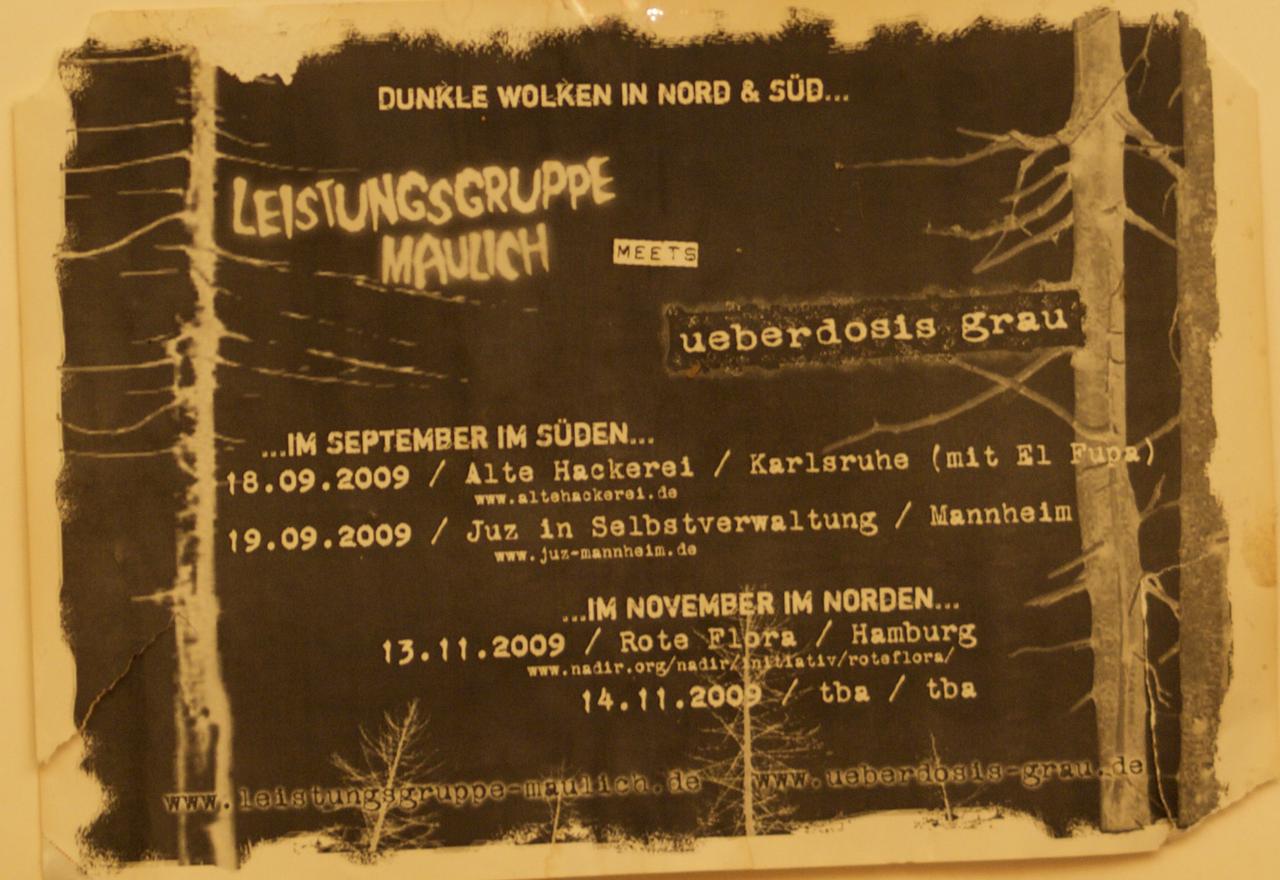 DUNKLE WOLKEN IN NORD & SÜD...
LEISTUNGSGRUPPE
MAULICH
MEETS
ueberdosis grau
...IM SEPTEMBER IM SÜDEN...
18.09.2009 / Alte Hackerei / Karlsruhe (mit El Fupa)
www.altehackerei.de
19.09.2009 / Juz in Selbstverwaltung / Mannheim
www.juz-mannheim.de
...IM NOVEMBER IM NORDEN...
13.11.2009 / Rote Flora / Hamburg
www.nadir.org/nadir/initiativ/roteflora/
14.11.2009 / tba / tba
www.leistungsgruppe-maulich.de www.ueberdosis-grau.de